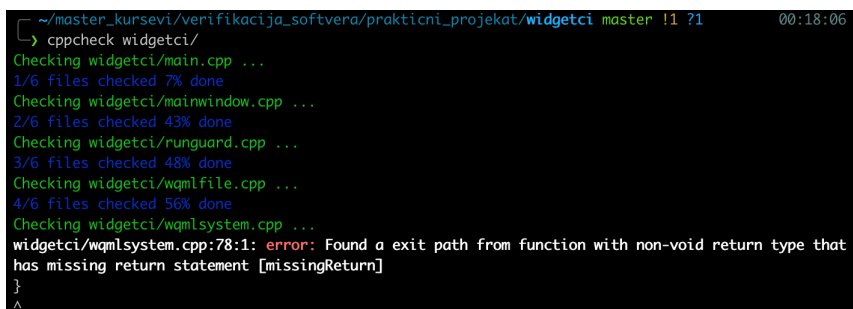 ~/master_kursevi/verifikacija_softvera/prakticni_projekat/widgetci master !1 ?1 00:18:06
❯ cppcheck widgetci/
Checking widgetci/main.cpp ...
1/6 files checked 7% done
Checking widgetci/mainwindow.cpp ...
2/6 files checked 43% done
Checking widgetci/runguard.cpp ...
3/6 files checked 48% done
Checking widgetci/wqmlfile.cpp ...
4/6 files checked 56% done
Checking widgetci/wqmlsystem.cpp ...
widgetci/wqmlsystem.cpp:78:1: error: Found a exit path from function with non-void return type that
has missing return statement [missingReturn]
}
^